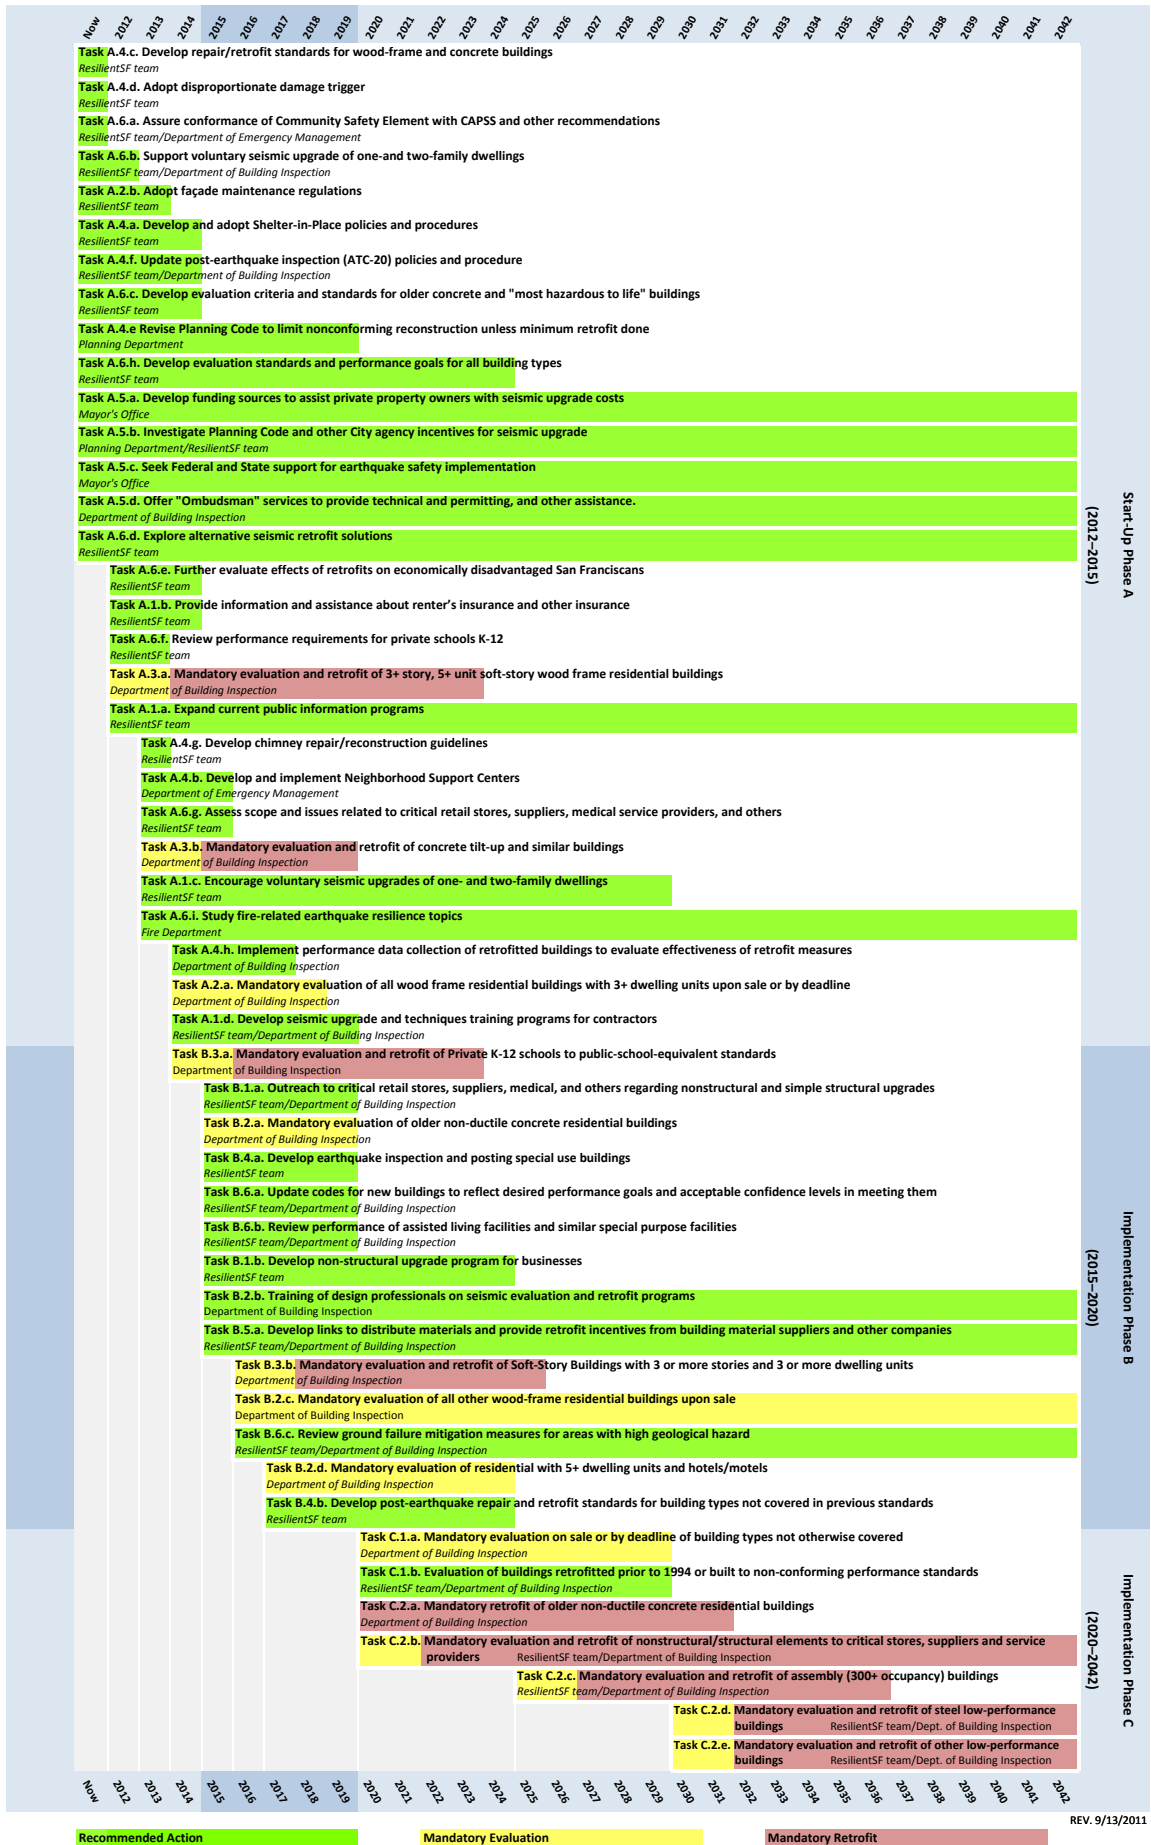 Now 2012 2013 2014 2015 2016 2017 2018 2019 2020 2021 2022 2023 2024 2025 2026 2027 2028 2029 2030 2031 2032 2033 2034 2035 2036 2037 2038 2039 2040 2041 2042
Task A.4.c. Develop repair/retrofit standards for wood-frame and concrete buildings
ResilientSF team
Task A.4.d. Adopt disproportionate damage trigger
ResilientSF team
Task A.6.a. Assure conformance of Community Safety Element with CAPSS and other recommendations
ResilientSF team/Department of Emergency Management
Task A.6.b. Support voluntary seismic upgrade of one-and two-family dwellings
ResilientSF team/Department of Building Inspection
Task A.2.b. Adopt façade maintenance regulations
ResilientSF team
Task A.4.a. Develop and adopt Shelter-in-Place policies and procedures
ResilientSF team
Task A.4.f. Update post-earthquake inspection (ATC-20) policies and procedure
ResilientSF team/Department of Building Inspection
Task A.6.c. Develop evaluation criteria and standards for older concrete and "most hazardous to life" buildings
ResilientSF team
Task A.4.e Revise Planning Code to limit nonconforming reconstruction unless minimum retrofit done
Planning Department
Task A.6.h. Develop evaluation standards and performance goals for all building types
ResilientSF team
Task A.5.a. Develop funding sources to assist private property owners with seismic upgrade costs
Mayor's Office
Task A.5.b. Investigate Planning Code and other City agency incentives for seismic upgrade
Planning Department/ResilientSF team
Task A.5.c. Seek Federal and State support for earthquake safety implementation
Mayor's Office
Task A.5.d. Offer "Ombudsman" services to provide technical and permitting, and other assistance.
Department of Building Inspection
Task A.6.d. Explore alternative seismic retrofit solutions
ResilientSF team
Task A.6.e. Further evaluate effects of retrofits on economically disadvantaged San Franciscans
ResilientSF team
Task A.1.b. Provide information and assistance about renter's insurance and other insurance
ResilientSF team
Task A.6.f. Review performance requirements for private schools K-12
ResilientSF team
Task A.3.a. Mandatory evaluation and retrofit of 3+ story, 5+ unit soft-story wood frame residential buildings
Department of Building Inspection
Task A.1.a. Expand current public information programs
ResilientSF team
Task A.4.g. Develop chimney repair/reconstruction guidelines
ResilientSF team
Task A.4.b. Develop and implement Neighborhood Support Centers
Department of Emergency Management
Task A.6.g. Assess scope and issues related to critical retail stores, suppliers, medical service providers, and others
ResilientSF team
Task A.3.b. Mandatory evaluation and retrofit of concrete tilt-up and similar buildings
Department of Building Inspection
Task A.1.c. Encourage voluntary seismic upgrades of one- and two-family dwellings
ResilientSF team
Task A.6.i. Study fire-related earthquake resilience topics
Fire Department
Task A.4.h. Implement performance data collection of retrofitted buildings to evaluate effectiveness of retrofit measures
Department of Building Inspection
Task A.2.a. Mandatory evaluation of all wood frame residential buildings with 3+ dwelling units upon sale or by deadline
Department of Building Inspection
Task A.1.d. Develop seismic upgrade and techniques training programs for contractors
ResilientSF team/Department of Building Inspection
Start-Up Phase A
(2012–2015)
Task B.3.a. Mandatory evaluation and retrofit of Private K-12 schools to public-school-equivalent standards
Department of Building Inspection
Task B.1.a. Outreach to critical retail stores, suppliers, medical, and others regarding nonstructural and simple structural upgrades
ResilientSF team/Department of Building Inspection
Task B.2.a. Mandatory evaluation of older non-ductile concrete residential buildings
Department of Building Inspection
Task B.4.a. Develop earthquake inspection and posting special use buildings
ResilientSF team
Task B.6.a. Update codes for new buildings to reflect desired performance goals and acceptable confidence levels in meeting them
ResilientSF team/Department of Building Inspection
Task B.6.b. Review performance of assisted living facilities and similar special purpose facilities
ResilientSF team/Department of Building Inspection
Task B.1.b. Develop non-structural upgrade program for businesses
ResilientSF team
Task B.2.b. Training of design professionals on seismic evaluation and retrofit programs
Department of Building Inspection
Task B.5.a. Develop links to distribute materials and provide retrofit incentives from building material suppliers and other companies
ResilientSF team/Department of Building Inspection
Task B.3.b. Mandatory evaluation and retrofit of Soft-Story Buildings with 3 or more stories and 3 or more dwelling units
Department of Building Inspection
Task B.2.c. Mandatory evaluation of all other wood-frame residential buildings upon sale
Department of Building Inspection
Task B.6.c. Review ground failure mitigation measures for areas with high geological hazard
ResilientSF team/Department of Building Inspection
Task B.2.d. Mandatory evaluation of residential with 5+ dwelling units and hotels/motels
Department of Building Inspection
Task B.4.b. Develop post-earthquake repair and retrofit standards for building types not covered in previous standards
ResilientSF team
Implementation Phase B
(2015–2020)
Task C.1.a. Mandatory evaluation on sale or by deadline of building types not otherwise covered
Department of Building Inspection
Task C.1.b. Evaluation of buildings retrofitted prior to 1994 or built to non-conforming performance standards
ResilientSF team/Department of Building Inspection
Task C.2.a. Mandatory retrofit of older non-ductile concrete residential buildings
Department of Building Inspection
Task C.2.b. Mandatory evaluation and retrofit of nonstructural/structural elements to critical stores, suppliers and service
providers ResilientSF team/Department of Building Inspection
Task C.2.c. Mandatory evaluation and retrofit of assembly (300+ occupancy) buildings
ResilientSF team/Department of Building Inspection
Task C.2.d. Mandatory evaluation and retrofit of steel low-performance
buildings ResilientSF team/Dept. of Building Inspection
Task C.2.e. Mandatory evaluation and retrofit of other low-performance
buildings ResilientSF team/Dept. of Building Inspection
Implementation Phase C
(2020–2042)
Now 2012 2013 2014 2015 2016 2017 2018 2019 2020 2021 2022 2023 2024 2025 2026 2027 2028 2029 2030 2031 2032 2033 2034 2035 2036 2037 2038 2039 2040 2041 2042
REV. 9/13/2011
Recommended Action
Mandatory Evaluation
Mandatory Retrofit